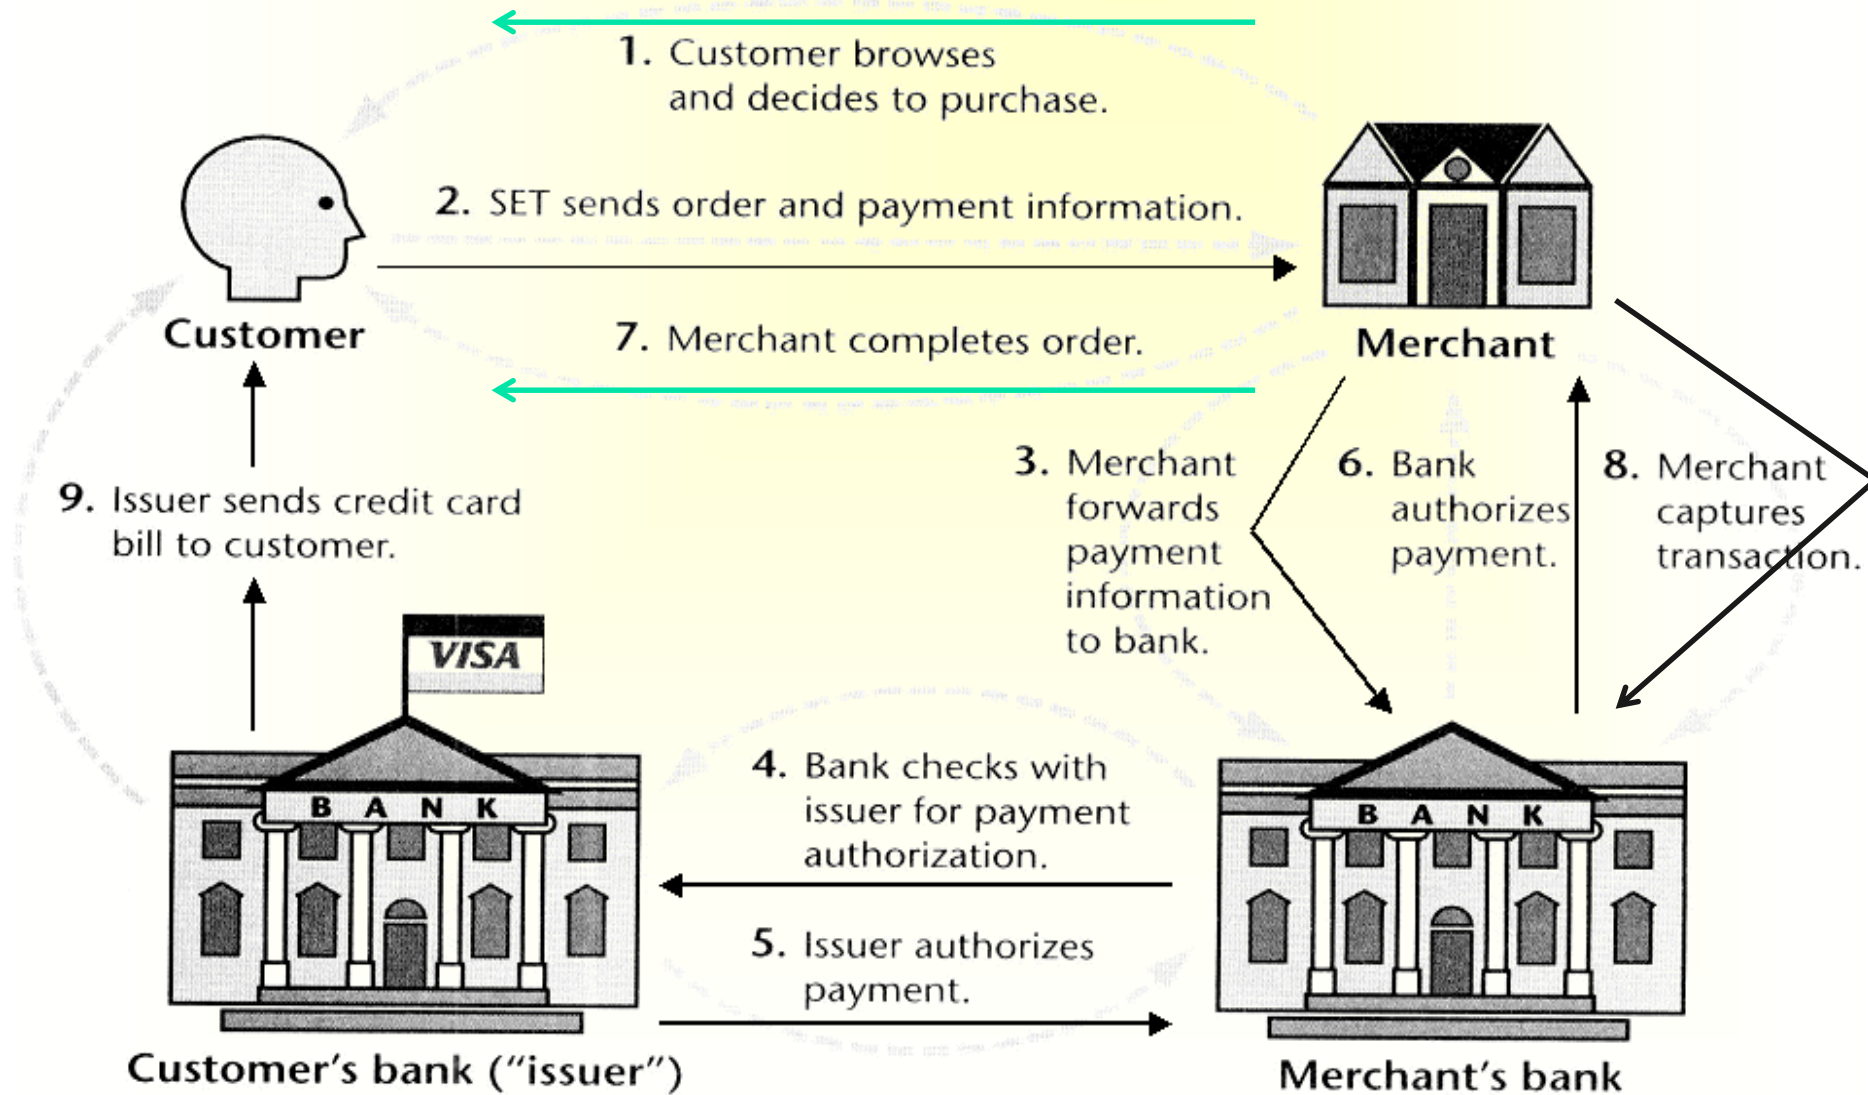 1. Customer browses
and decides to purchase.
2. SET sends order and payment information.
Customer
7. Merchant completes order.
Merchant
3. Merchant
forwards
payment
information
to bank.
6. Bank
authorizes
payment.
8. Merchant
captures
transaction.
9. Issuer sends credit card
bill to customer.
VISA
BANK
4. Bank checks with
issuer for payment
authorization.
BANK
5. Issuer authorizes
payment.
Customer's bank ("issuer")
Merchant's bank